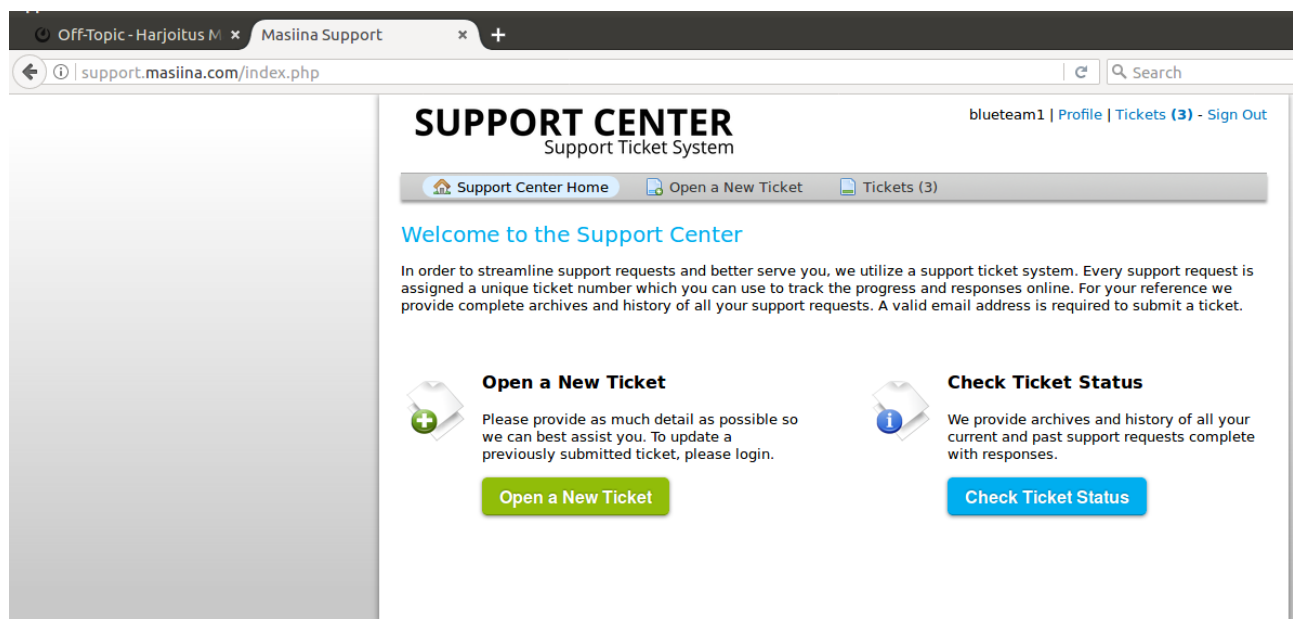 Off-Topic - Harjoitus M
Masiina Support
support.masiina.com/index.php
Search
SUPPORT CENTER
Support Ticket System
blueteam1 | Profile | Tickets (3) - Sign Out
Support Center Home
Open a New Ticket
Tickets (3)
Welcome to the Support Center
In order to streamline support requests and better serve you, we utilize a support ticket system. Every support request is
assigned a unique ticket number which you can use to track the progress and responses online. For your reference we
provide complete archives and history of all your support requests. A valid email address is required to submit a ticket.
Open a New Ticket
Please provide as much detail as possible so
we can best assist you. To update a
previously submitted ticket, please login.
Open a New Ticket
Check Ticket Status
We provide archives and history of all your
current and past support requests complete
with responses.
Check Ticket Status